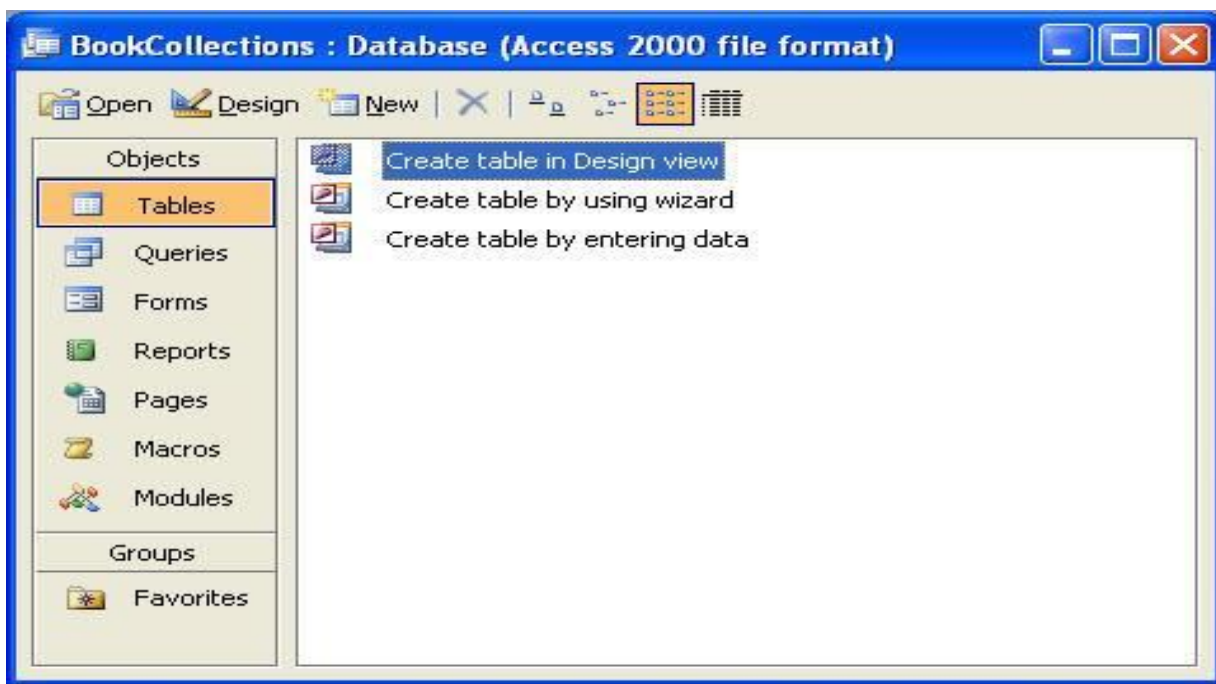 BookCollections : Database (Access 2000 file format)
Open Design New
Objects
Tables
Queries
Forms
Reports
Pages
Macros
Modules
Groups
Favorites
Create table in Design view
Create table by using wizard
Create table by entering data